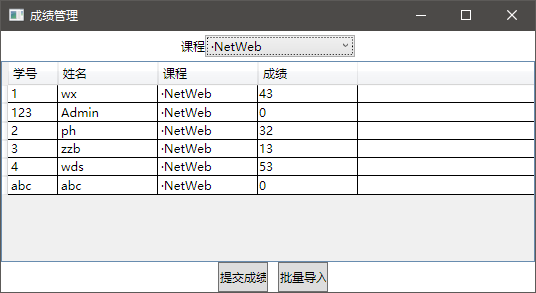 成绩管理
课程 ·NetWeb
学号 姓名 课程 成绩
1 wx ·NetWeb 43
123 Admin ·NetWeb 0
2 ph ·NetWeb 32
3 zzb ·NetWeb 13
4 wds ·NetWeb 53
abc abc ·NetWeb 0
提交成绩 批量导入